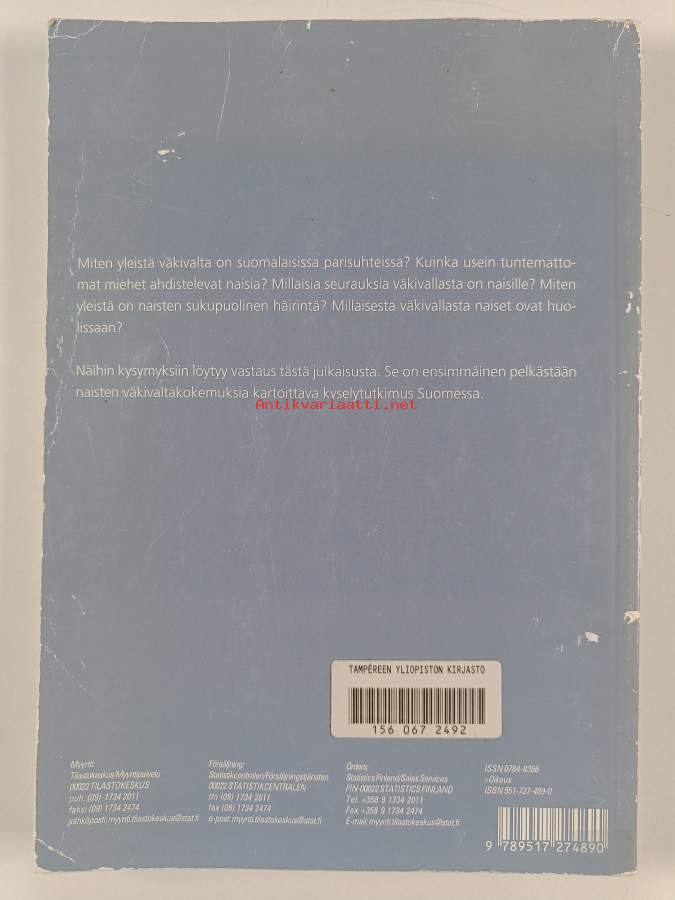 Miten yleistä väkivalta on suomalaisissa parisuhteissa? Kuinka usein tuntematto-
mat miehet ahdistelevat naisia? Millaisia seurauksia väkivallasta on naisille? Miten
yleistä on naisten sukupuolinen häirintä? Millaisesta väkivallasta naiset ovat huo-
lissaan?
Näihin kysymyksiin löytyy vastaus tästä julkaisusta. Se on ensimmäinen pelkästään
naisten väkivaltakokemuksia kartoittava kyselytutkimus Suomessa.
Antikvariaatti.net
TAMPEREEN YLIOPISTON KIRJASTO
156 067 2492
Myynti:
Tilastokeskus/Myyntipalvelu
00022 TILASTOKESKUS
puh. (09) 1734 2011
faksi (09) 1734 2474
sähköposti: myynti.tilastokeskus@stat.fi
Försäljning:
Statistikcentralen/Försäljningstjänsten
00022 STATISTIKCENTRALEN
tfn (09) 1734 2011
fax (09) 1734 2474
e-post: myynti.tilastokeskus@stat.fi
Orders:
Statistics Finland/Sales Services
FIN-00022 STATISTICS FINLAND
Tel. +358 9 1734 2011
Fax +358 9 1734 2474
E-mail: myynti.tilastokeskus@stat.fi
ISSN 0784-8366
=Oikeus
ISBN 951-727-489-0
9 789517 274890